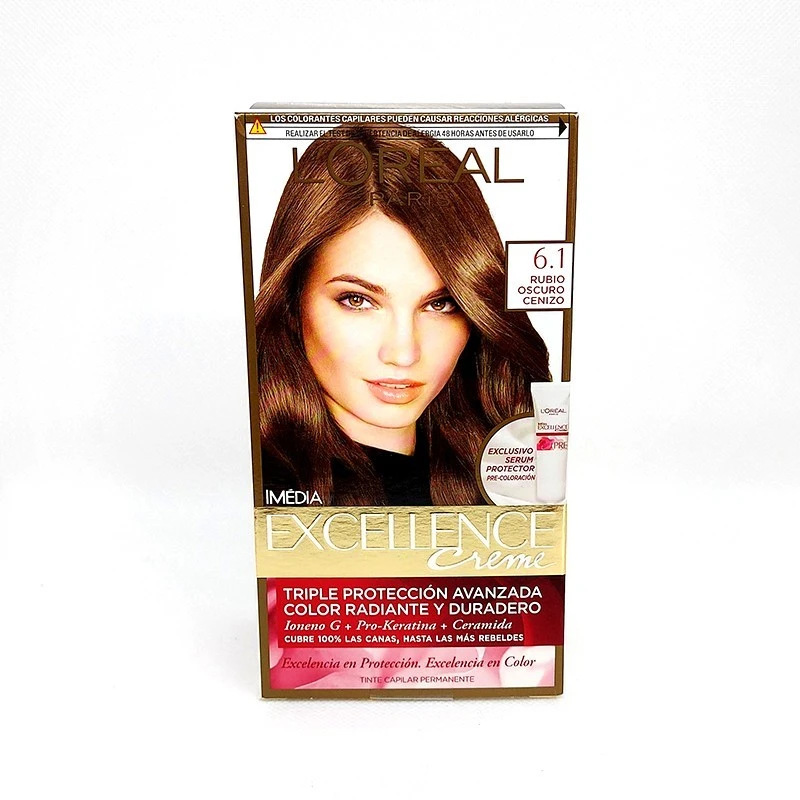 LOS COLORANTES CAPILARES PUEDEN CAUSAR REACCIONES ALÉRGICAS
REALIZAR EL TEST DE ADVERTENCIA DE ALERGIA 48 HORAS ANTES DE USARLO
L'ORÉAL
PARIS
6.1
RUBIO
OSCURO
CENIZO
L'ORÉAL
EXCELLENCE
PRE
EXCLUSIVO
SERUM
PROTECTOR
PRE-COLORACIÓN
IMÉDIA
EXCELLENCE
Creme
TRIPLE PROTECCIÓN AVANZADA
COLOR RADIANTE Y DURADERO
Ioneno G + Pro-Keratina + Ceramida
CUBRE 100% LAS CANAS, HASTA LAS MÁS REBELDES
Excelencia en Protección. Excelencia en Color
TINTE CAPILAR PERMANENTE